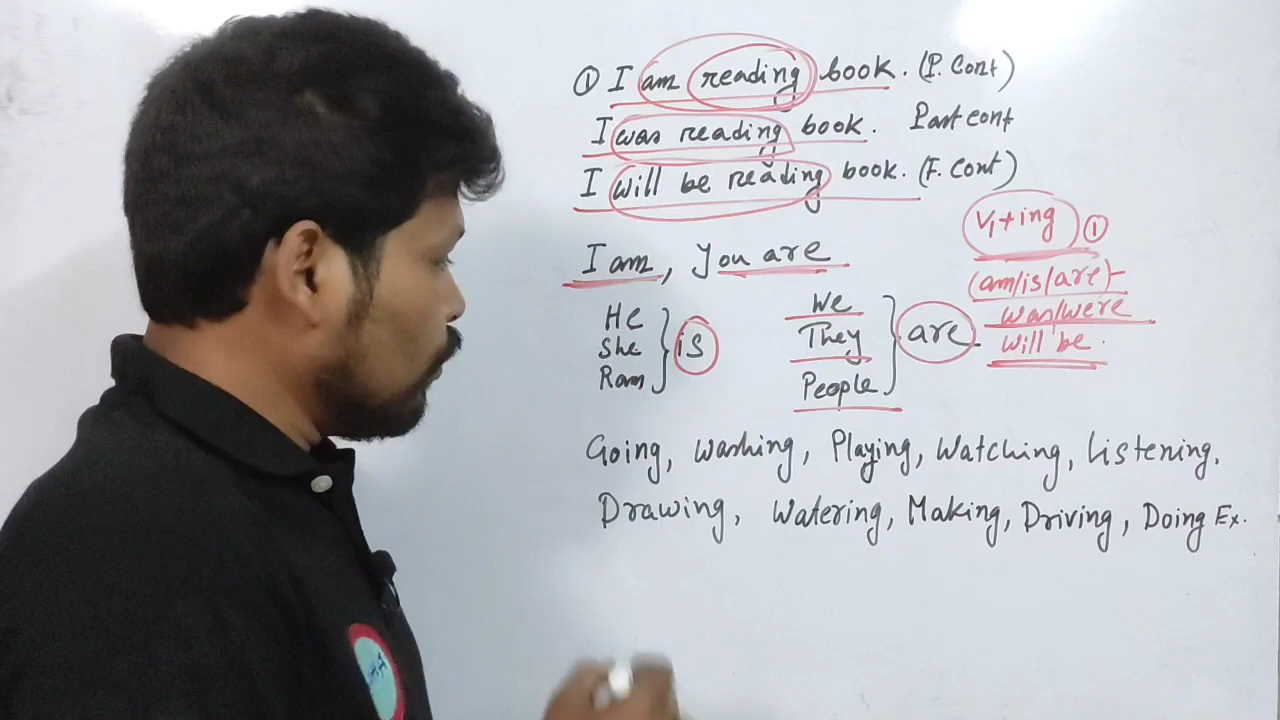 ① I am reading book. (P. Cont)
I was reading book. Past cont
I will be reading book. (F. Cont)
V₁+ing ①
(am/is/are)-
was/were
will be.
I am, You are
He
She
Ram
is
We
They
People
are
Going, Washing, Playing, Watching, Listening,
Drawing, Watering, Making, Driving, Doing Ex.